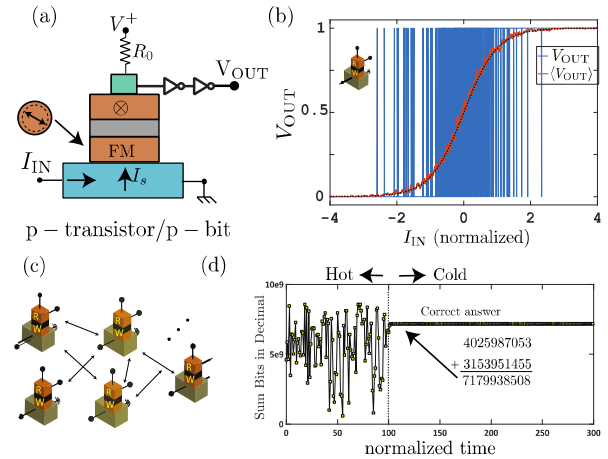 (a)
V+
R0
VOUT
FM
IIN
Is
p − transistor/p − bit
(b)
1
0.5
0
VOUT
VOUT
⟨VOUT⟩
−4
−2
0
2
4
IIN (normalized)
(c)
R
W
R
W
R
W
R
W
R
W
(d)
Hot
Cold
10e9
5e9
0
Sum Bits in Decimal
Correct answer
4025987053
+ 3153951455
7179938508
0
50
100
150
200
250
300
normalized time